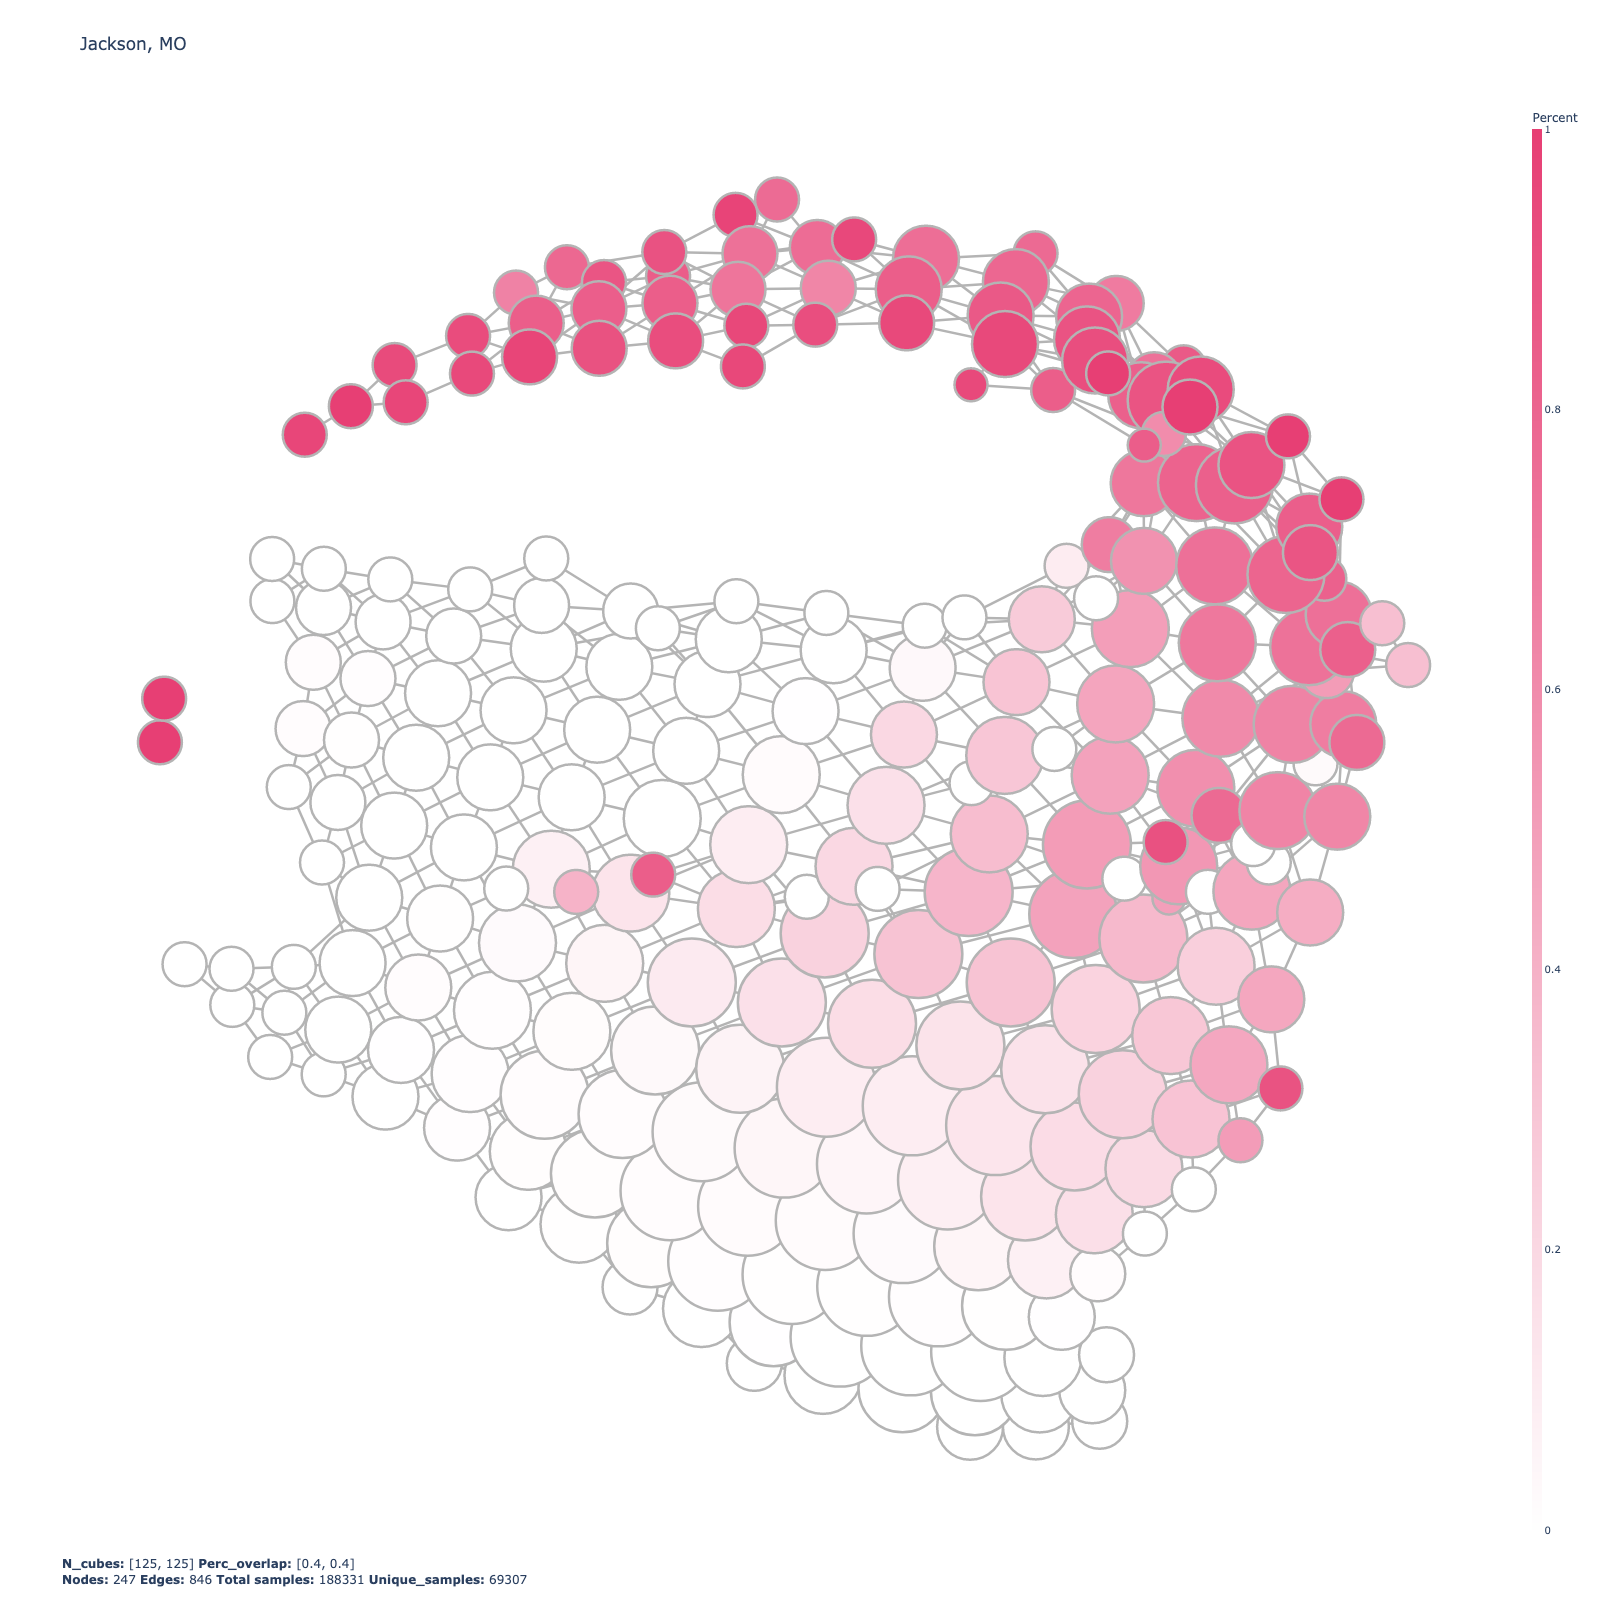 Jackson, MO
Percent
1
0.8
0.6
0.4
0.2
0
N_cubes: [125, 125] Perc_overlap: [0.4, 0.4]
Nodes: 247 Edges: 846 Total samples: 188331 Unique_samples: 69307